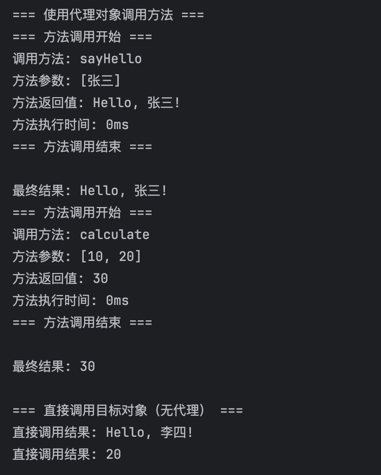 === 使用代理对象调用方法 ===
=== 方法调用开始 ===
调用方法: sayHello
方法参数: [张三]
方法返回值: Hello, 张三!
方法执行时间: 0ms
=== 方法调用结束 ===
最终结果: Hello, 张三!
=== 方法调用开始 ===
调用方法: calculate
方法参数: [10, 20]
方法返回值: 30
方法执行时间: 0ms
=== 方法调用结束 ===
最终结果: 30
=== 直接调用目标对象（无代理） ===
直接调用结果: Hello, 李四!
直接调用结果: 20